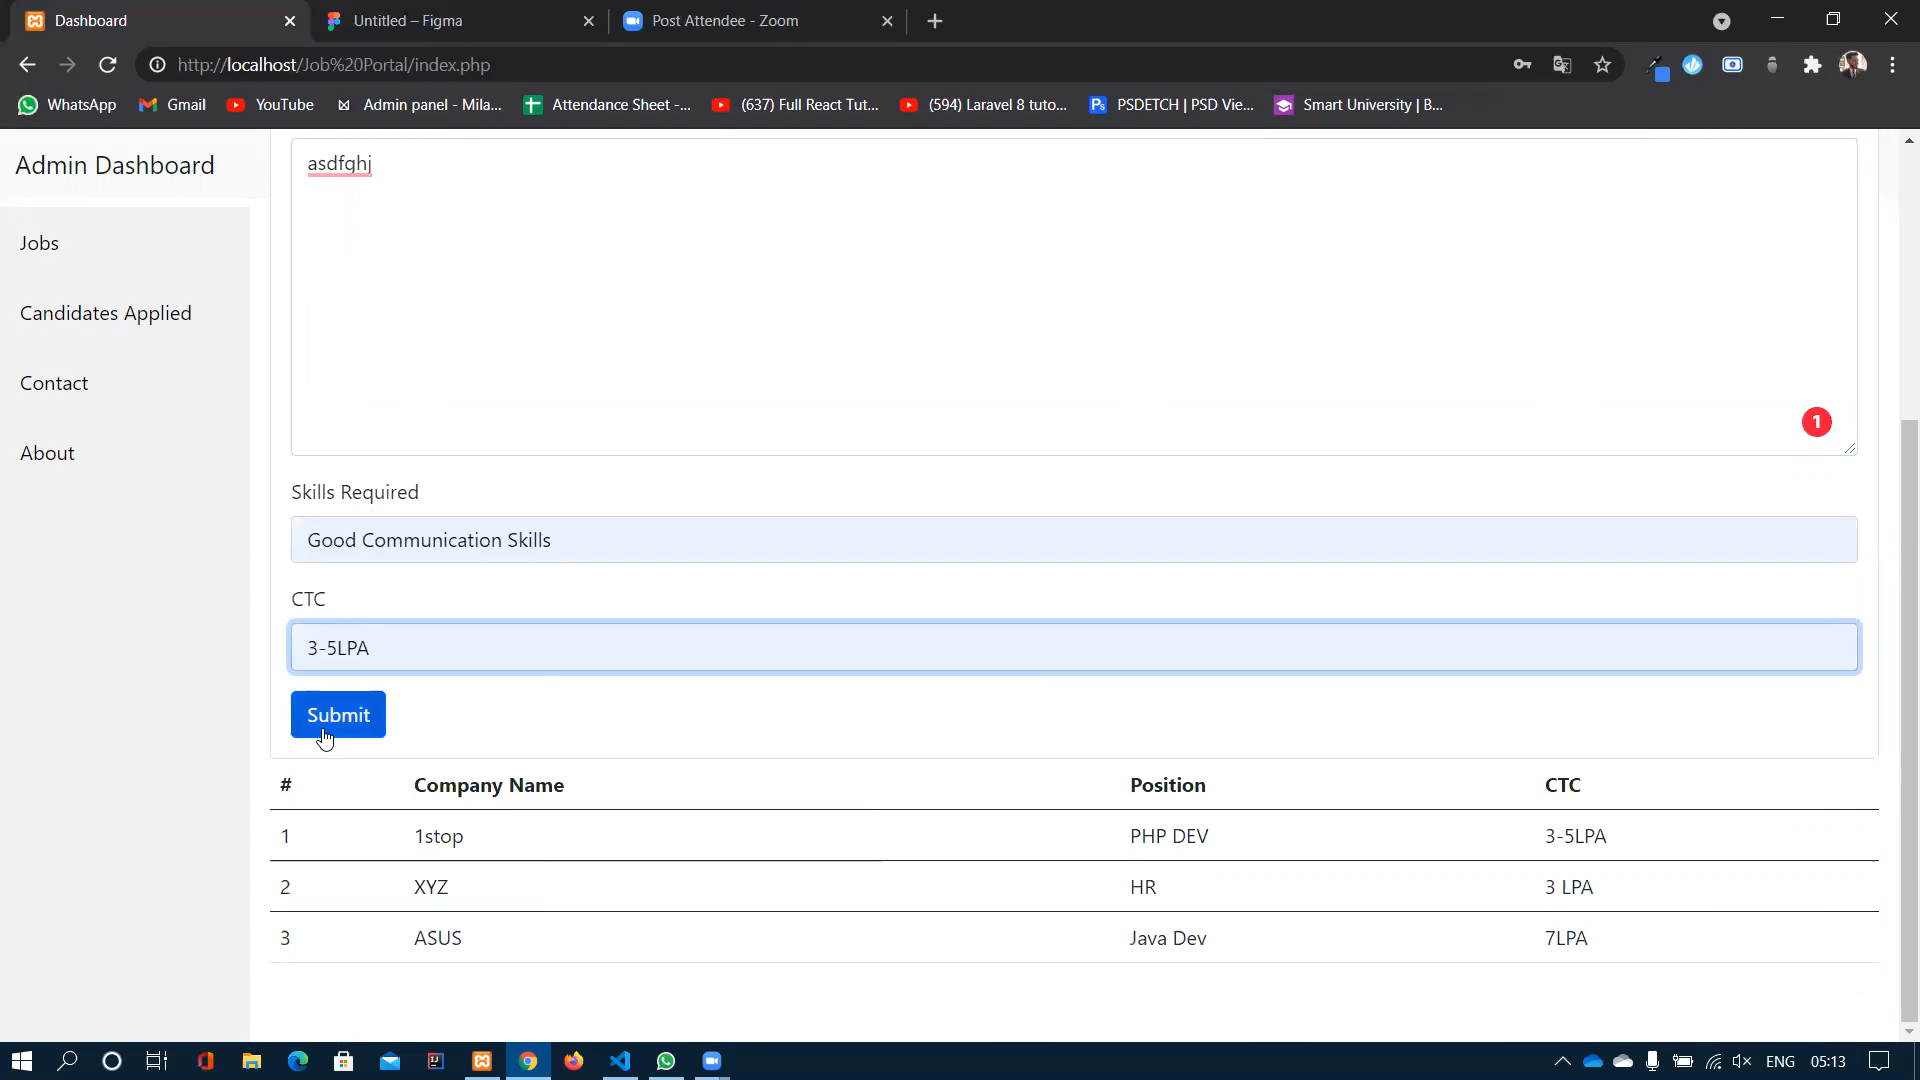 Dashboard
Untitled – Figma
Post Attendee - Zoom
http://localhost/Job%20Portal/index.php
WhatsApp
Gmail
YouTube
Admin panel - Mila...
Attendance Sheet -...
(637) Full React Tut...
(594) Laravel 8 tuto...
PSDETCH | PSD Vie...
Smart University | B...
Admin Dashboard
Jobs
Candidates Applied
Contact
About
asdfghj
1
Skills Required
Good Communication Skills
CTC
3-5LPA
Submit
# Company Name Position CTC
1 1stop PHP DEV 3-5LPA
2 XYZ HR 3 LPA
3 ASUS Java Dev 7LPA
ENG 05:13